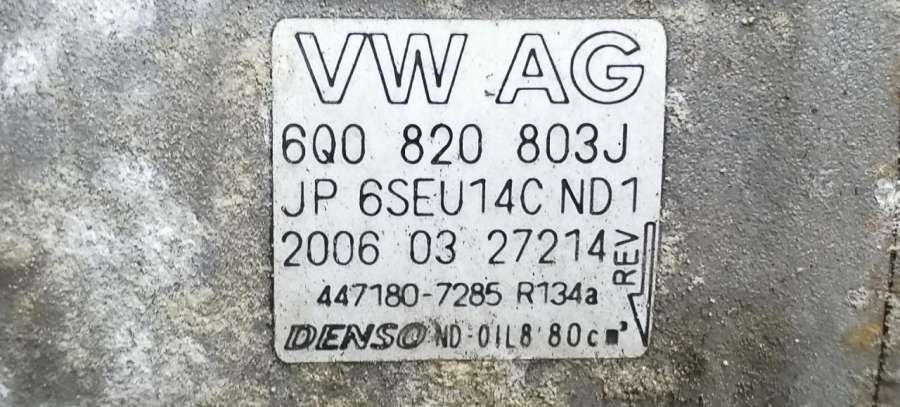 VW AG
6Q0 820 803J
JP 6SEU14C ND1
2006 03 27214
REV
447180-7285 R134a
DENSO ND-OIL8 80cm³